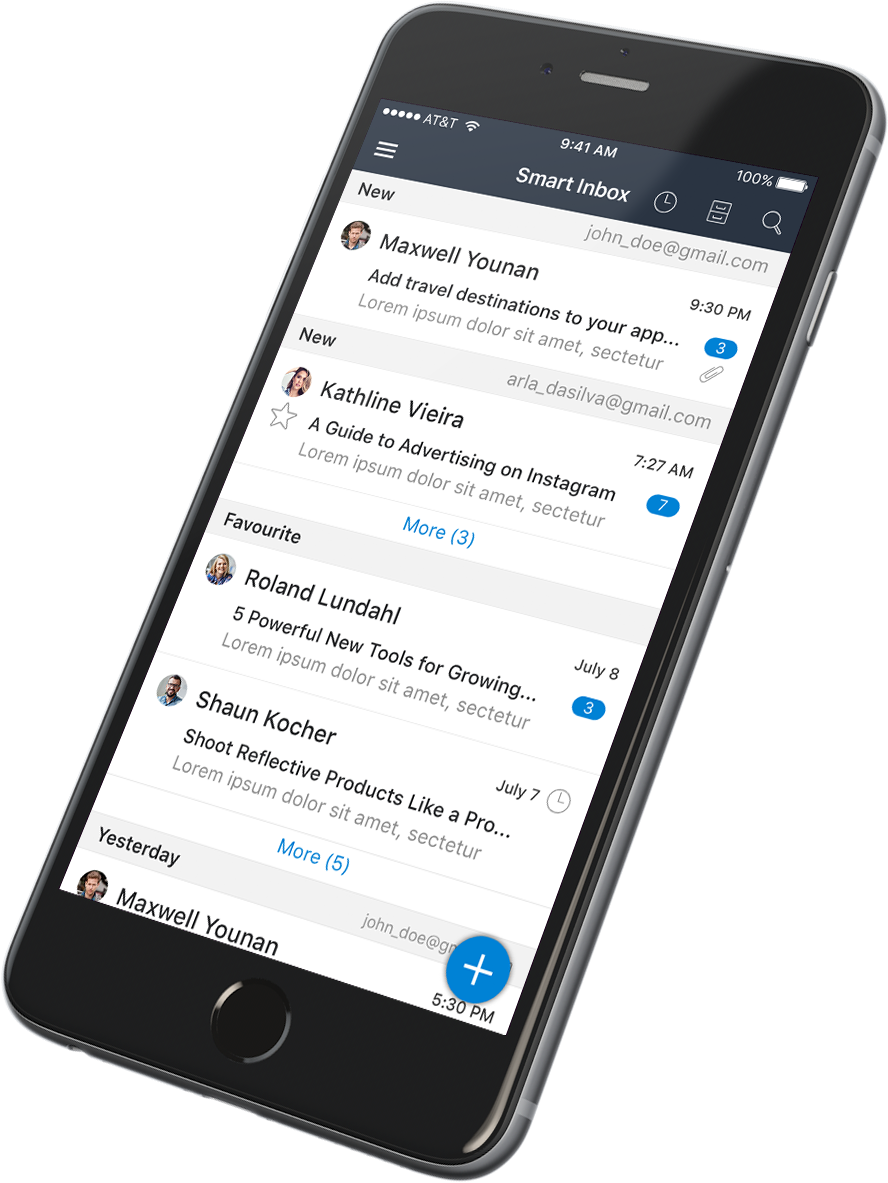 AT&T
9:41 AM
100%
Smart Inbox
New
john_doe@gmail.com
Maxwell Younan
9:30 PM
Add travel destinations to your app...
3
Lorem ipsum dolor sit amet, sectetur
New
arla_dasilva@gmail.com
Kathline Vieira
7:27 AM
A Guide to Advertising on Instagram
7
Lorem ipsum dolor sit amet, sectetur
More (3)
Favourite
Roland Lundahl
July 8
5 Powerful New Tools for Growing...
3
Lorem ipsum dolor sit amet, sectetur
Shaun Kocher
July 7
Shoot Reflective Products Like a Pro...
Lorem ipsum dolor sit amet, sectetur
More (5)
Yesterday
john_doe@g
Maxwell Younan
5:30 PM